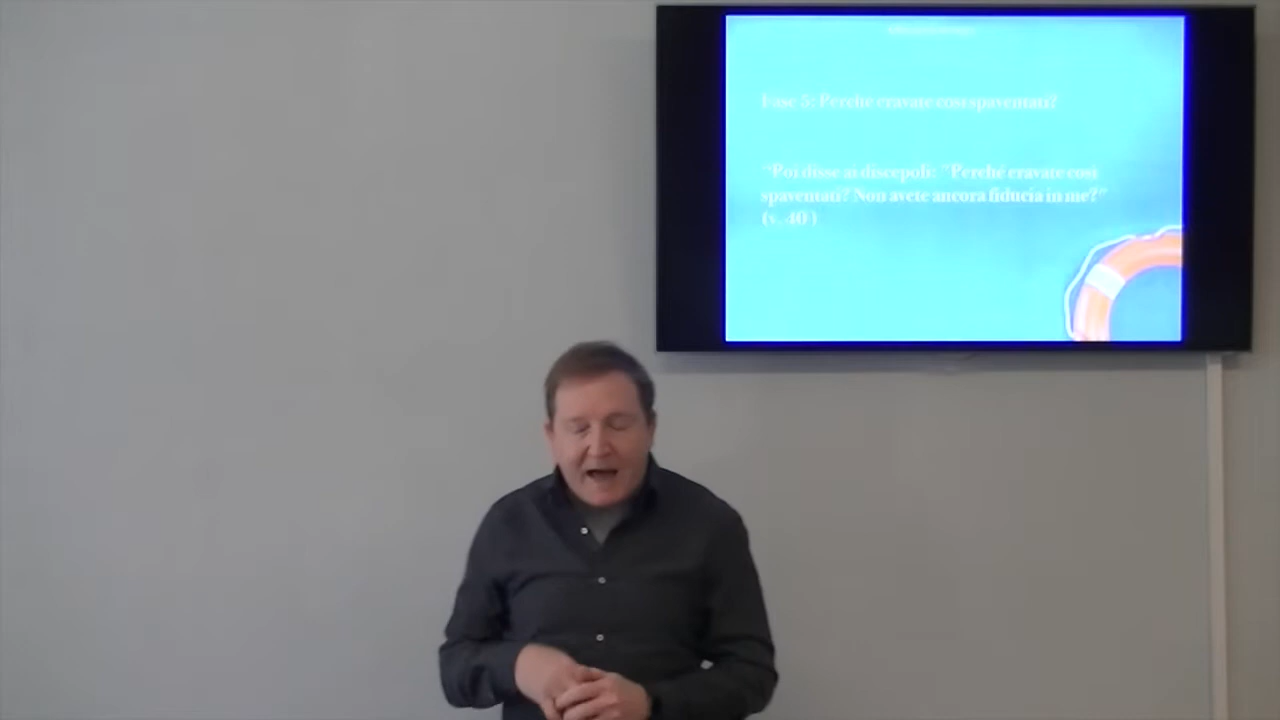 Fase 5: Perché eravate così spaventati?
"Poi disse ai discepoli: "Perché eravate così
spaventati? Non avete ancora fiducia in me?"
(v. 40 )